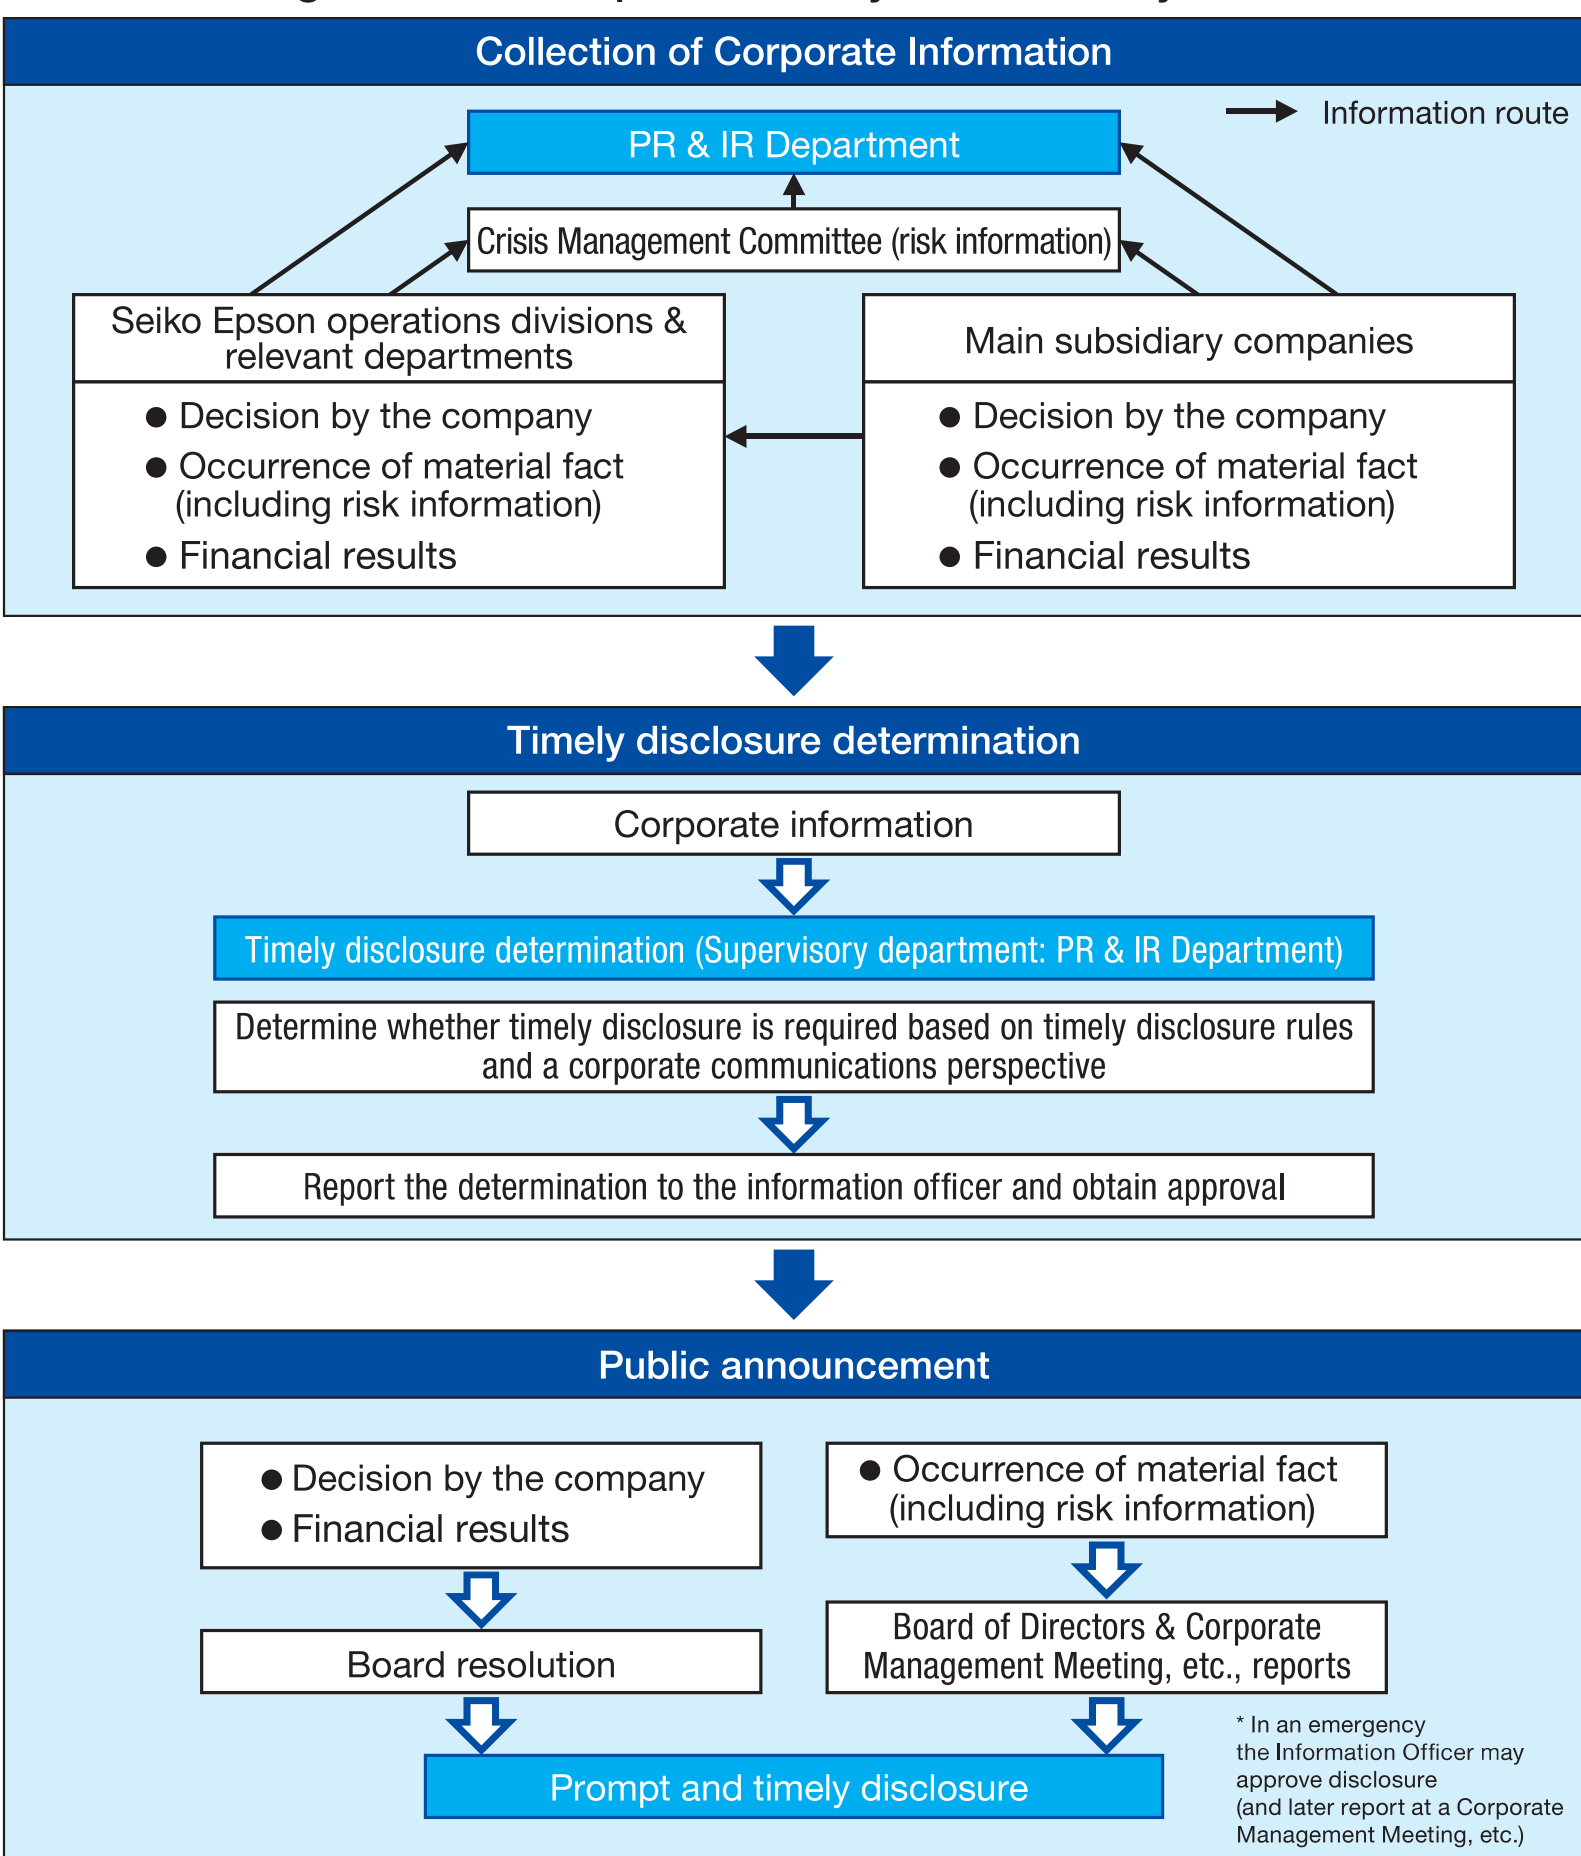 Collection of Corporate Information
Information route
PR & IR Department
Crisis Management Committee (risk information)
Seiko Epson operations divisions &
relevant departments
● Decision by the company
● Occurrence of material fact
(including risk information)
● Financial results
Main subsidiary companies
● Decision by the company
● Occurrence of material fact
(including risk information)
● Financial results
Timely disclosure determination
Corporate information
Timely disclosure determination (Supervisory department: PR & IR Department)
Determine whether timely disclosure is required based on timely disclosure rules
and a corporate communications perspective
Report the determination to the information officer and obtain approval
Public announcement
● Decision by the company
● Financial results
Board resolution
● Occurrence of material fact
(including risk information)
Board of Directors & Corporate
Management Meeting, etc., reports
Prompt and timely disclosure
* In an emergency
the Information Officer may
approve disclosure
(and later report at a Corporate
Management Meeting, etc.)